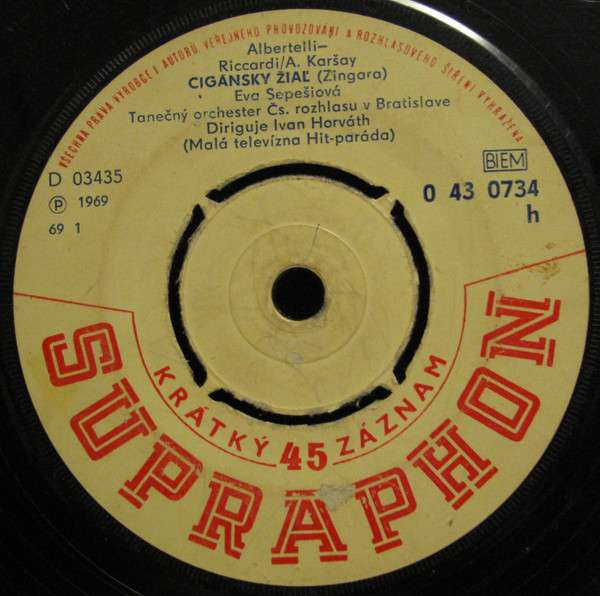 VŠECHNA PRÁVA VÝROBCE I AUTORŮ VEŘEJNÉHO PROVOZOVÁNÍ A ROZHLASOVÉHO ŠÍŘENÍ VYHRAZENA
Albertelli–
Riccardi/A. Karšay
CIGÁNSKY ŽIAĽ (Zingara)
Eva Sepešiová
Tanečný orchester Čs. rozhlasu v Bratislave
Diriguje Ivan Horváth
(Malá televízna Hit-paráda)
D 03435
℗ 1969
69 1
BIEM
0 43 0734
h
KRÁTKÝ 45 ZÁZNAM
SUPRAPHON